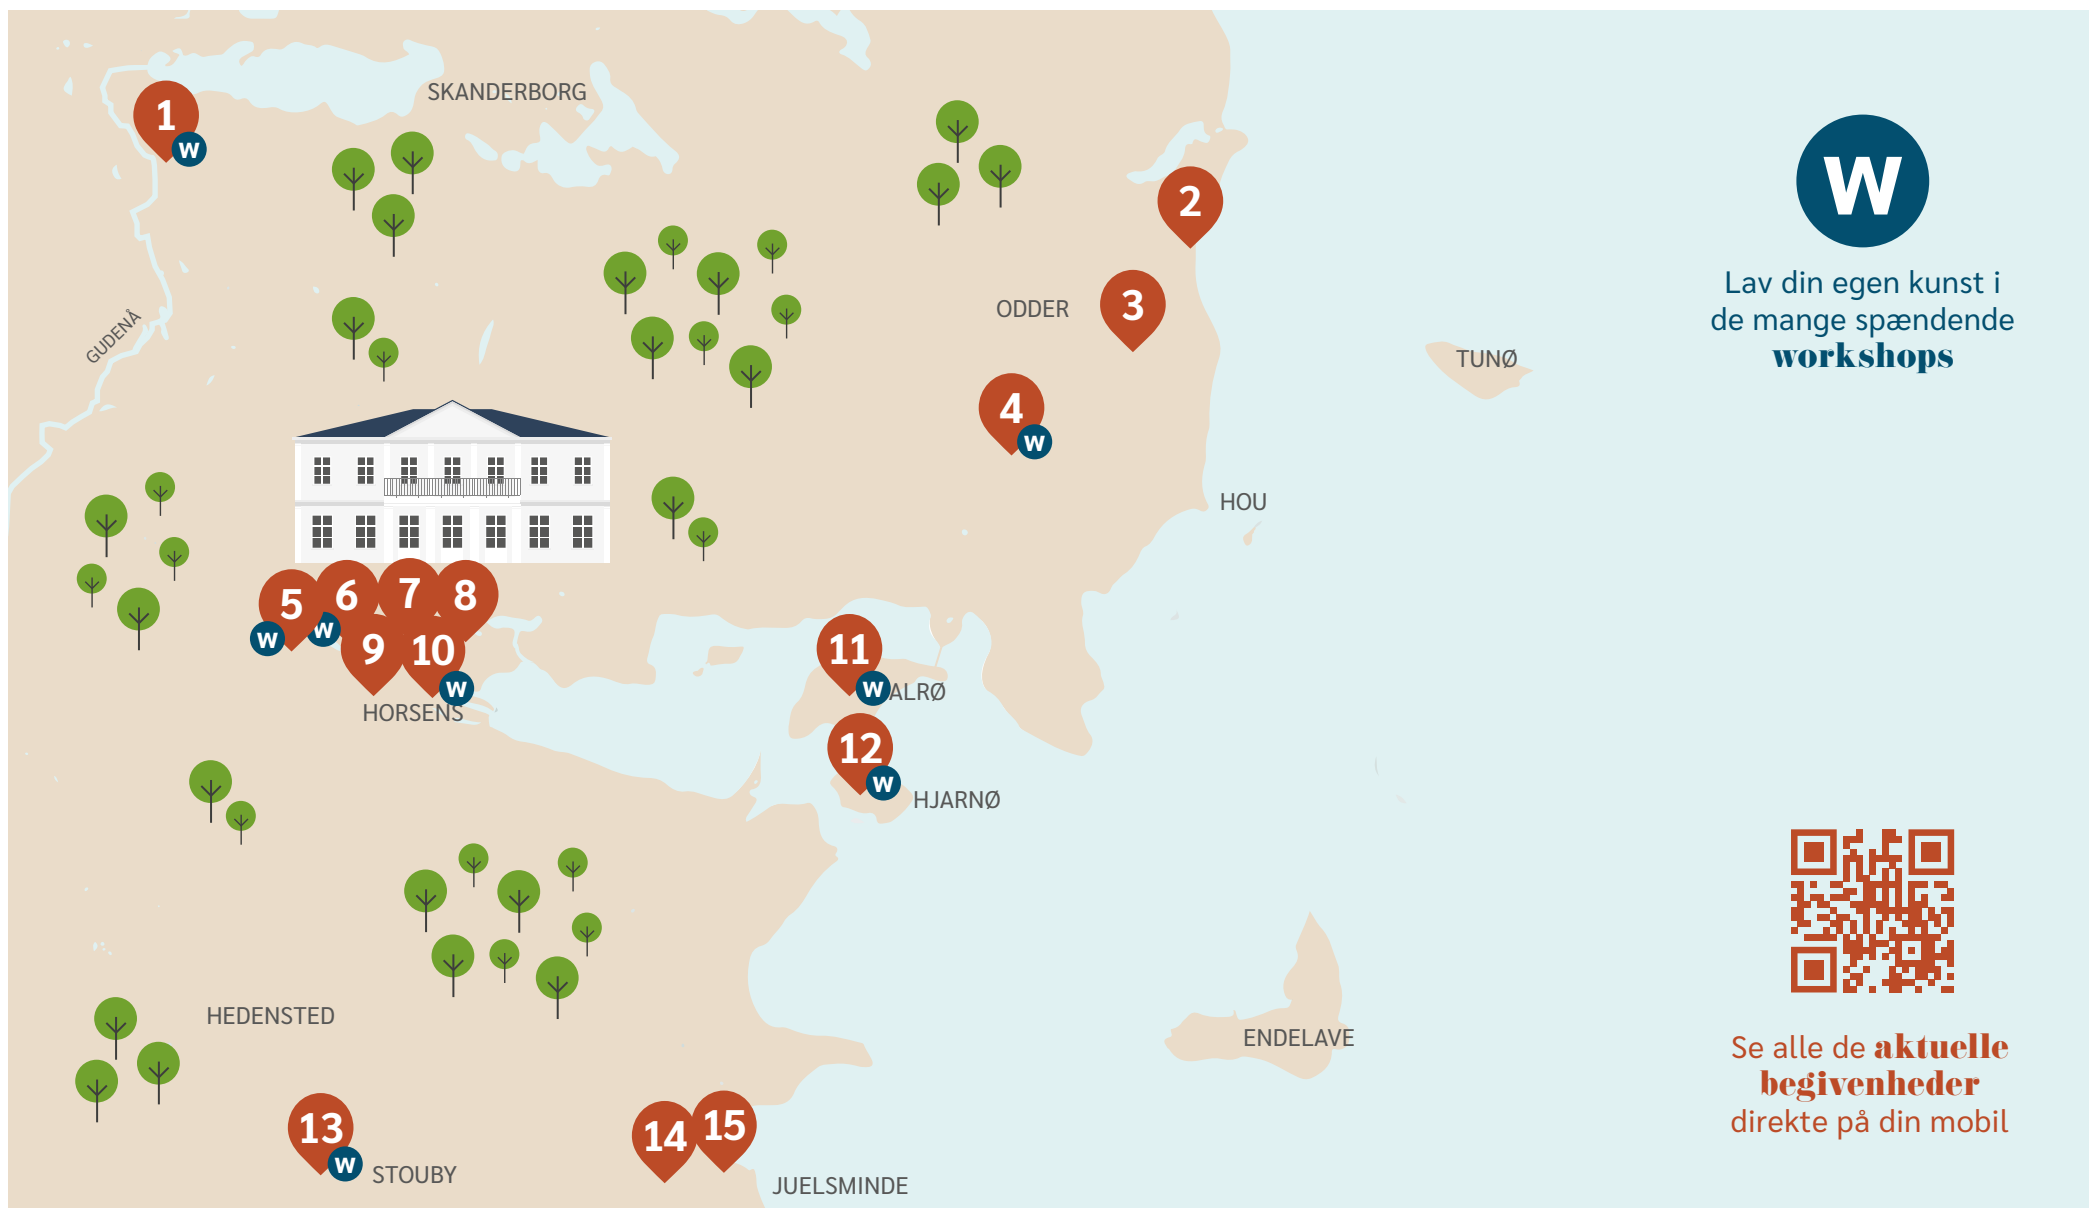 SKANDERBORG
1
W
2
W
Lav din egen kunst i
de mange spændende
workshops
GUDENÅ
ODDER
3
TUNØ
4
W
HOU
5
W
6
W
7
8
9
10
W
HORSENS
11
W
ALRØ
12
W
HJARNØ
HEDENSTED
ENDELAVE
Se alle de aktuelle
begivenheder
direkte på din mobil
13
W
STOUBY
14
15
JUELSMINDE